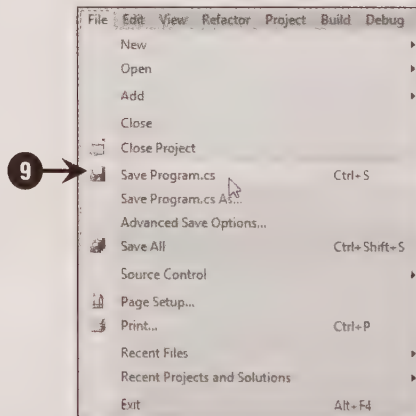 File Edit View Refactor Project Build Debug
New
Open
Add
Close
Close Project
9 Save Program.cs Ctrl+S
Save Program.cs As...
Advanced Save Options...
Save All Ctrl+Shift+S
Source Control
Page Setup...
Print... Ctrl+P
Recent Files
Recent Projects and Solutions
Exit Alt+F4